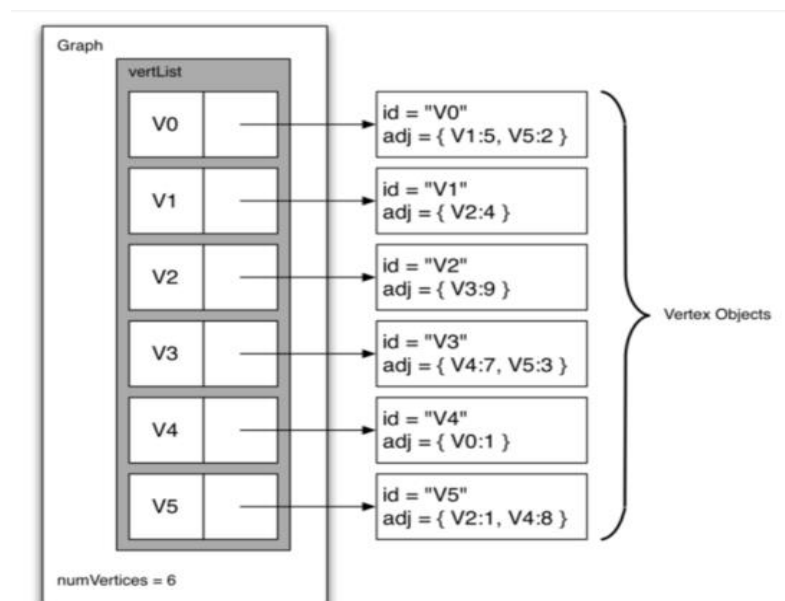 Graph
vertList
V0
id = "V0"
adj = { V1:5, V5:2 }
V1
id = "V1"
adj = { V2:4 }
V2
id = "V2"
adj = { V3:9 }
V3
id = "V3"
adj = { V4:7, V5:3 }
V4
id = "V4"
adj = { V0:1 }
V5
id = "V5"
adj = { V2:1, V4:8 }
Vertex Objects
numVertices = 6